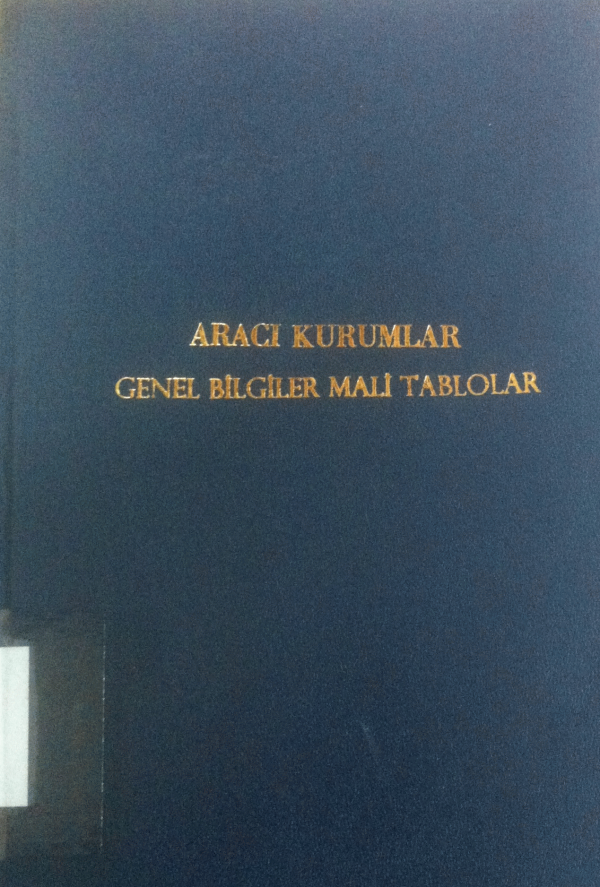 ARACI KURUMLAR
GENEL BİLGİLER MALİ TABLOLAR